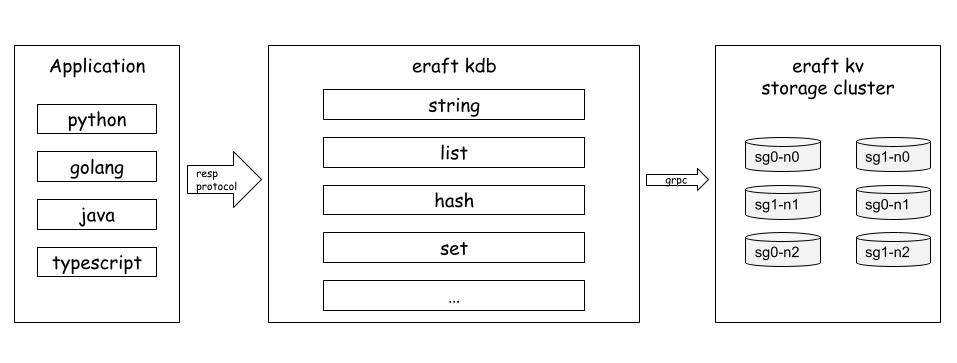 Application
python
golang
java
typescript
resp
protocol
eraft kdb
string
list
hash
set
...
grpc
eraft kv
storage cluster
sg0-n0
sg1-n0
sg1-n1
sg0-n1
sg0-n2
sg1-n2